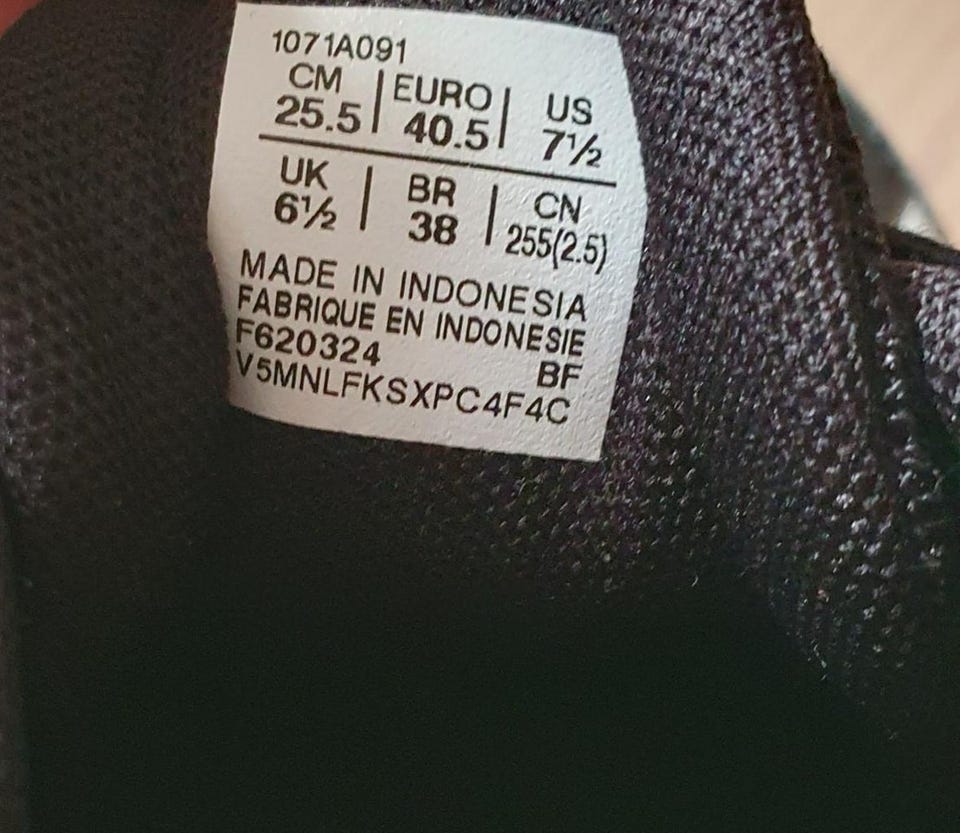 1071A091
CM | EURO | US
25.5 | 40.5 | 7½
UK | BR | CN
6½ | 38 | 255(2.5)
MADE IN INDONESIA
FABRIQUE EN INDONESIE
F620324 BF
V5MNLFKSXPC4F4C